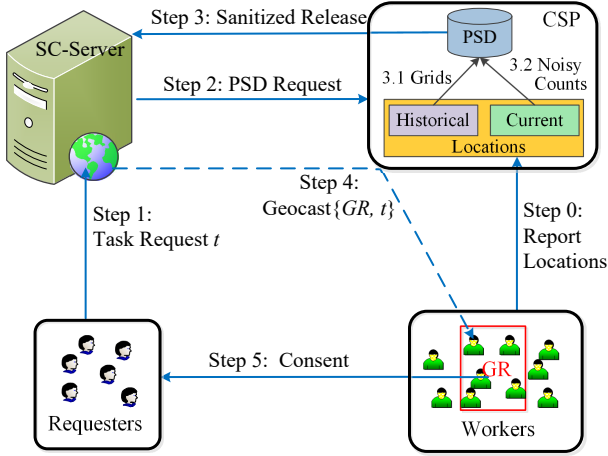 Step 3: Sanitized Release
CSP
SC-Server
PSD
Step 2: PSD Request
3.1 Grids
3.2 Noisy
Counts
Historical
Current
Locations
Step 4:
Geocast{GR, t}
Step 1:
Task Request t
Step 0:
Report
Locations
GR
Step 5: Consent
Requesters
Workers